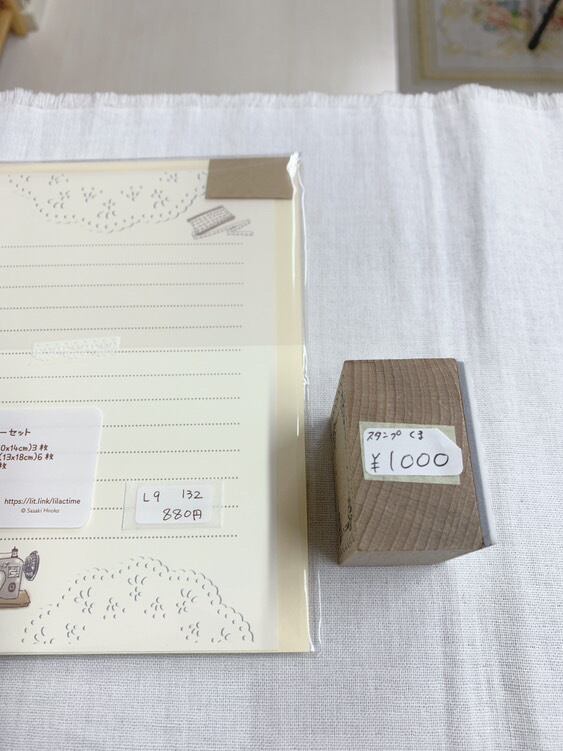 ーセット
0x14cm)3 枚
(13x18cm)6 枚
枚
https://lit.link/lilactime
© Sasaki Hiroko
L9 132
880円
スタンプ くま
¥1000